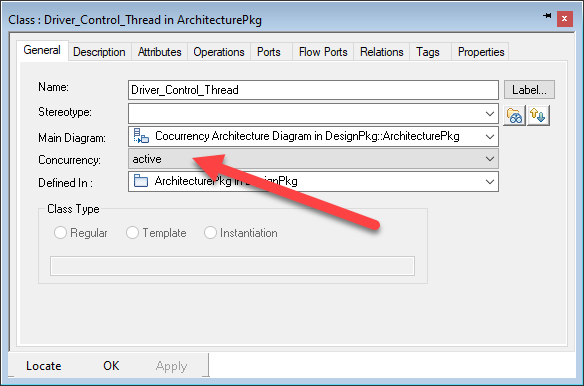 Class : Driver_Control_Thread in ArchitecturePkg
General Description Attributes Operations Ports Flow Ports Relations Tags Properties
Name: Driver_Control_Thread Label...
Stereotype:
Main Diagram: Cocurrency Architecture Diagram in DesignPkg::ArchitecturePkg
Concurrency: active
Defined In : ArchitecturePkg in DesignPkg
Class Type
Regular Template Instantiation
Locate OK Apply